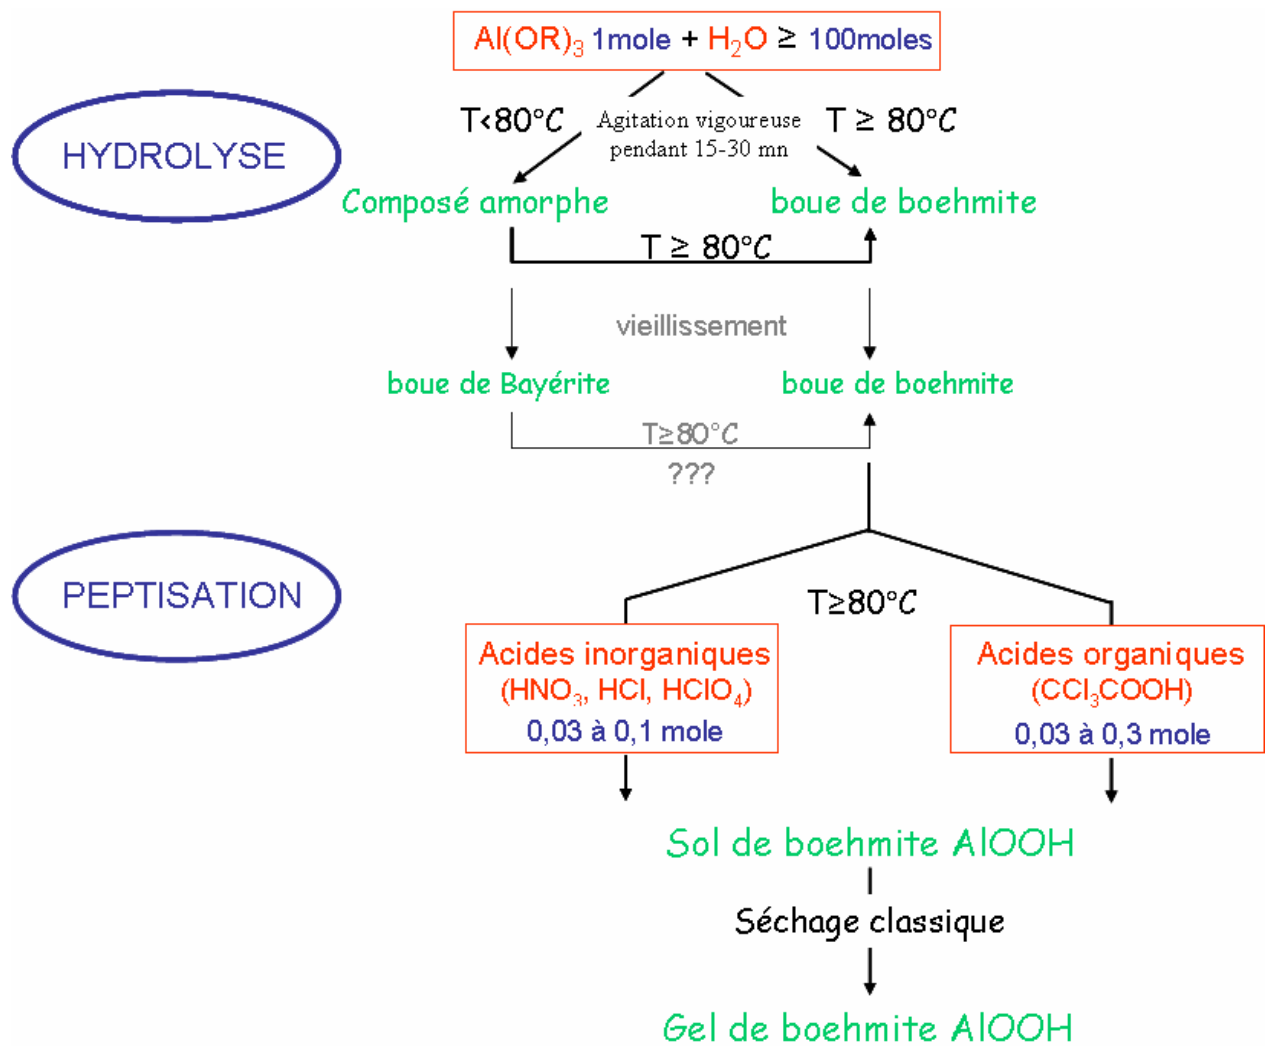 Al(OR)₃ 1mole + H₂O ≥ 100moles
T<80°C
Agitation vigoureuse
pendant 15-30 mn
T ≥ 80°C
HYDROLYSE
Composé amorphe
boue de boehmite
T ≥ 80°C
vieillissement
boue de Bayérite
boue de boehmite
T≥80°C
???
PEPTISATION
T≥80°C
Acides inorganiques
(HNO₃, HCl, HClO₄)
0,03 à 0,1 mole
Acides organiques
(CCl₃COOH)
0,03 à 0,3 mole
Sol de boehmite AlOOH
Séchage classique
Gel de boehmite AlOOH